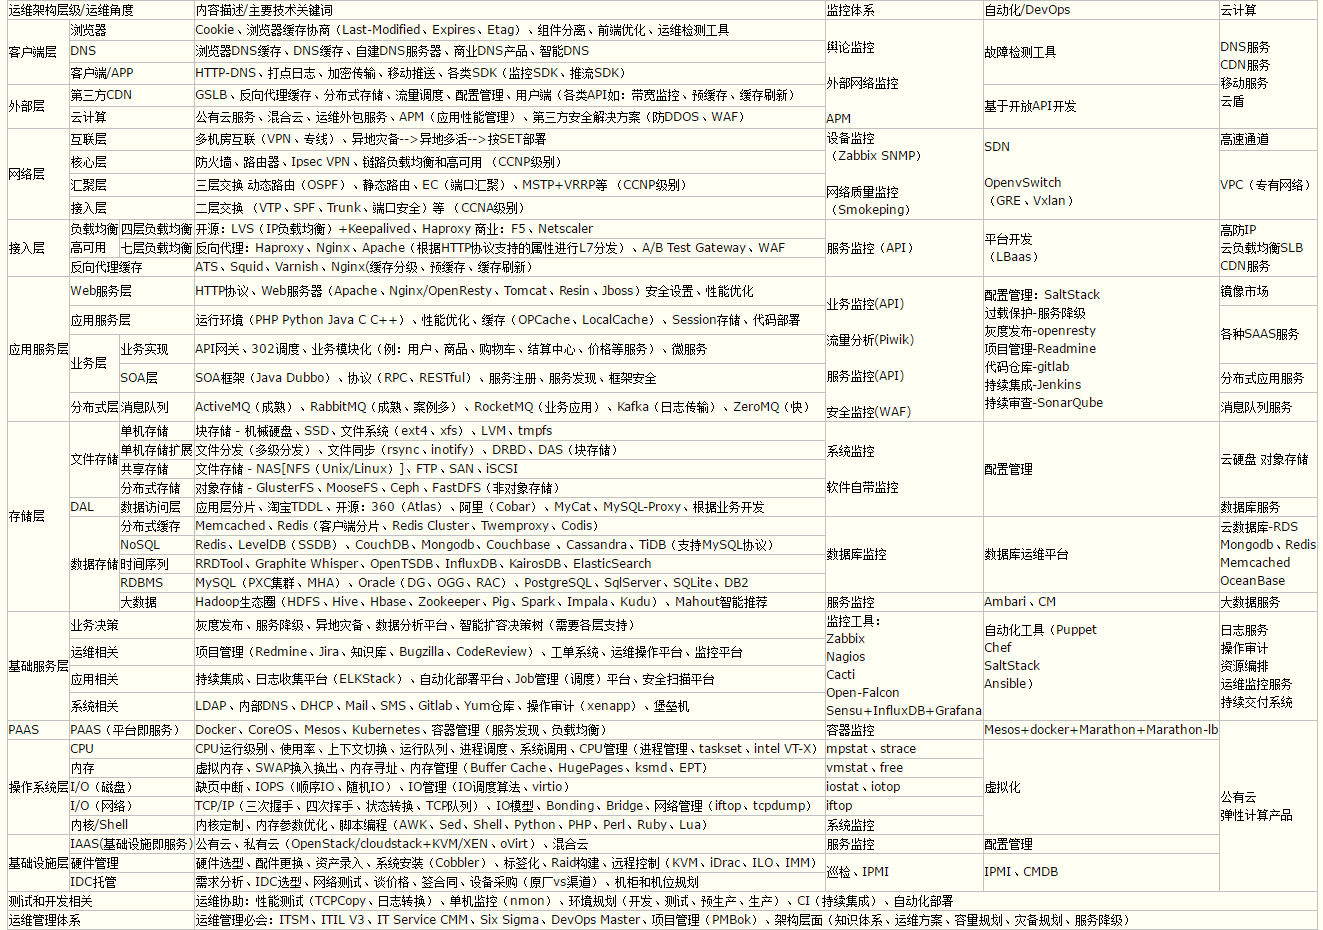 运维架构层级/运维角度 内容描述/主要技术关键词 监控体系 自动化/DevOps 云计算
客户端层 浏览器 Cookie、浏览器缓存协商（Last-Modified、Expires、Etag）、组件分离、前端优化、运维检测工具
DNS 浏览器DNS缓存、DNS缓存、自建DNS服务器、商业DNS产品、智能DNS
客户端/APP HTTP-DNS、打点日志、加密传输、移动推送、各类SDK（监控SDK、推流SDK）
外部层 第三方CDN GSLB、反向代理缓存、分布式存储、流量调度、配置管理、用户端（各类API如：带宽监控、预缓存、缓存刷新）
云计算 公有云服务、混合云、运维外包服务、APM（应用性能管理）、第三方安全解决方案（防DDOS、WAF）
舆论监控
外部网络监控
APM
故障检测工具
基于开放API开发
DNS服务
CDN服务
移动服务
云盾
网络层 互联层 多机房互联（VPN、专线）、异地灾备-->异地多活-->按SET部署
核心层 防火墙、路由器、Ipsec VPN、链路负载均衡和高可用 （CCNP级别）
汇聚层 三层交换 动态路由（OSPF）、静态路由、EC（端口汇聚）、MSTP+VRRP等 （CCNP级别）
接入层 二层交换 （VTP、SPF、Trunk、端口安全）等 （CCNA级别）
设备监控
（Zabbix SNMP）
网络质量监控
（Smokeping）
SDN
OpenvSwitch
（GRE、Vxlan）
高速通道
VPC（专有网络）
接入层 负载均衡 四层负载均衡 开源：LVS（IP负载均衡）+Keepalived、Haproxy 商业：F5、Netscaler
高可用 七层负载均衡 反向代理：Haproxy、Nginx、Apache（根据HTTP协议支持的属性进行L7分发）、A/B Test Gateway、WAF
反向代理缓存 ATS、Squid、Varnish、Nginx(缓存分级、预缓存、缓存刷新）
服务监控（API）
平台开发
（LBaas）
高防IP
云负载均衡SLB
CDN服务
应用服务层 Web服务层 HTTP协议、Web服务器（Apache、Nginx/OpenResty、Tomcat、Resin、Jboss）安全设置、性能优化
应用服务层 运行环境（PHP Python Java C C++）、性能优化、缓存（OPCache、LocalCache）、Session存储、代码部署
业务层 业务实现 API网关、302调度、业务模块化（例：用户、商品、购物车、结算中心、价格等服务）、微服务
SOA层 SOA框架（Java Dubbo）、协议（RPC、RESTful）、服务注册、服务发现、框架安全
分布式层 消息队列 ActiveMQ（成熟）、RabbitMQ（成熟、案例多）、RocketMQ（业务应用）、Kafka（日志传输）、ZeroMQ（快）
业务监控(API)
流量分析(Piwik)
服务监控(API)
安全监控(WAF)
配置管理：SaltStack
过载保护-服务降级
灰度发布-openresty
项目管理-Readmine
代码仓库-gitlab
持续集成-Jenkins
持续审查-SonarQube
镜像市场
各种SAAS服务
分布式应用服务
消息队列服务
存储层 文件存储 单机存储 块存储 - 机械硬盘、SSD、文件系统（ext4、xfs）、LVM、tmpfs
单机存储扩展 文件分发（多级分发）、文件同步（rsync、inotify）、DRBD、DAS（块存储）
共享存储 文件存储 - NAS[NFS（Unix/Linux）]、FTP、SAN、iSCSI
分布式存储 对象存储 - GlusterFS、MooseFS、Ceph、FastDFS（非对象存储）
DAL 数据访问层 应用层分片、淘宝TDDL、开源：360（Atlas）、阿里（Cobar）、MyCat、MySQL-Proxy、根据业务开发
系统监控
软件自带监控
配置管理
云硬盘 对象存储
数据库服务
数据存储 分布式缓存 Memcached、Redis（客户端分片、Redis Cluster、Twemproxy、Codis）
NoSQL Redis、LevelDB（SSDB）、CouchDB、Mongodb、Couchbase 、Cassandra、TiDB（支持MySQL协议）
时间序列 RRDTool、Graphite Whisper、OpenTSDB、InfluxDB、KairosDB、ElasticSearch
RDBMS MySQL（PXC集群、MHA）、Oracle（DG、OGG、RAC）、PostgreSQL、SqlServer、SQLite、DB2
数据库监控
数据库运维平台
云数据库-RDS
Mongodb、Redis
Memcached
OceanBase
大数据 Hadoop生态圈（HDFS、Hive、Hbase、Zookeeper、Pig、Spark、Impala、Kudu）、Mahout智能推荐 服务监控 Ambari、CM 大数据服务
基础服务层 业务决策 灰度发布、服务降级、异地灾备、数据分析平台、智能扩容决策树（需要各层支持）
运维相关 项目管理（Redmine、Jira、知识库、Bugzilla、CodeReview）、工单系统、运维操作平台、监控平台
应用相关 持续集成、日志收集平台（ELKStack）、自动化部署平台、Job管理（调度）平台、安全扫描平台
系统相关 LDAP、内部DNS、DHCP、Mail、SMS、Gitlab、Yum仓库、操作审计（xenapp）、堡垒机
监控工具：
Zabbix
Nagios
Cacti
Open-Falcon
Sensu+InfluxDB+Grafana
自动化工具（Puppet
Chef
SaltStack
Ansible）
日志服务
操作审计
资源编排
运维监控服务
持续交付系统
PAAS PAAS（平台即服务） Docker、CoreOS、Mesos、Kubernetes、容器管理（服务发现、负载均衡） 容器监控 Mesos+docker+Marathon+Marathon-lb
操作系统层 CPU CPU运行级别、使用率、上下文切换、运行队列、进程调度、系统调用、CPU管理（进程管理、taskset、intel VT-X） mpstat、strace
内存 虚拟内存、SWAP换入换出、内存寻址、内存管理（Buffer Cache、HugePages、ksmd、EPT） vmstat、free
I/O（磁盘） 缺页中断、IOPS（顺序IO、随机IO）、IO管理（IO调度算法、virtio） iostat、iotop
I/O（网络） TCP/IP（三次握手、四次挥手、状态转换、TCP队列）、IO模型、Bonding、Bridge、网络管理（iftop、tcpdump） iftop
内核/Shell 内核定制、内存参数优化、脚本编程（AWK、Sed、Shell、Python、PHP、Perl、Ruby、Lua） 系统监控
虚拟化
公有云
弹性计算产品
基础设施层 IAAS(基础设施即服务) 公有云、私有云（OpenStack/cloudstack+KVM/XEN、oVirt）、混合云 服务监控 配置管理
硬件管理 硬件选型、配件更换、资产录入、系统安装（Cobbler）、标签化、Raid构建、远程控制（KVM、iDrac、ILO、IMM）
IDC托管 需求分析、IDC选型、网络测试、谈价格、签合同、设备采购（原厂vs渠道）、机柜和机位规划
巡检、IPMI
IPMI、CMDB
测试和开发相关 运维协助：性能测试（TCPCopy、日志转换）、单机监控（nmon）、环境规划（开发、测试、预生产、生产）、CI（持续集成）、自动化部署
运维管理体系 运维管理必会：ITSM、ITIL V3、IT Service CMM、Six Sigma、DevOps Master、项目管理（PMBok）、架构层面（知识体系、运维方案、容量规划、灾备规划、服务降级）